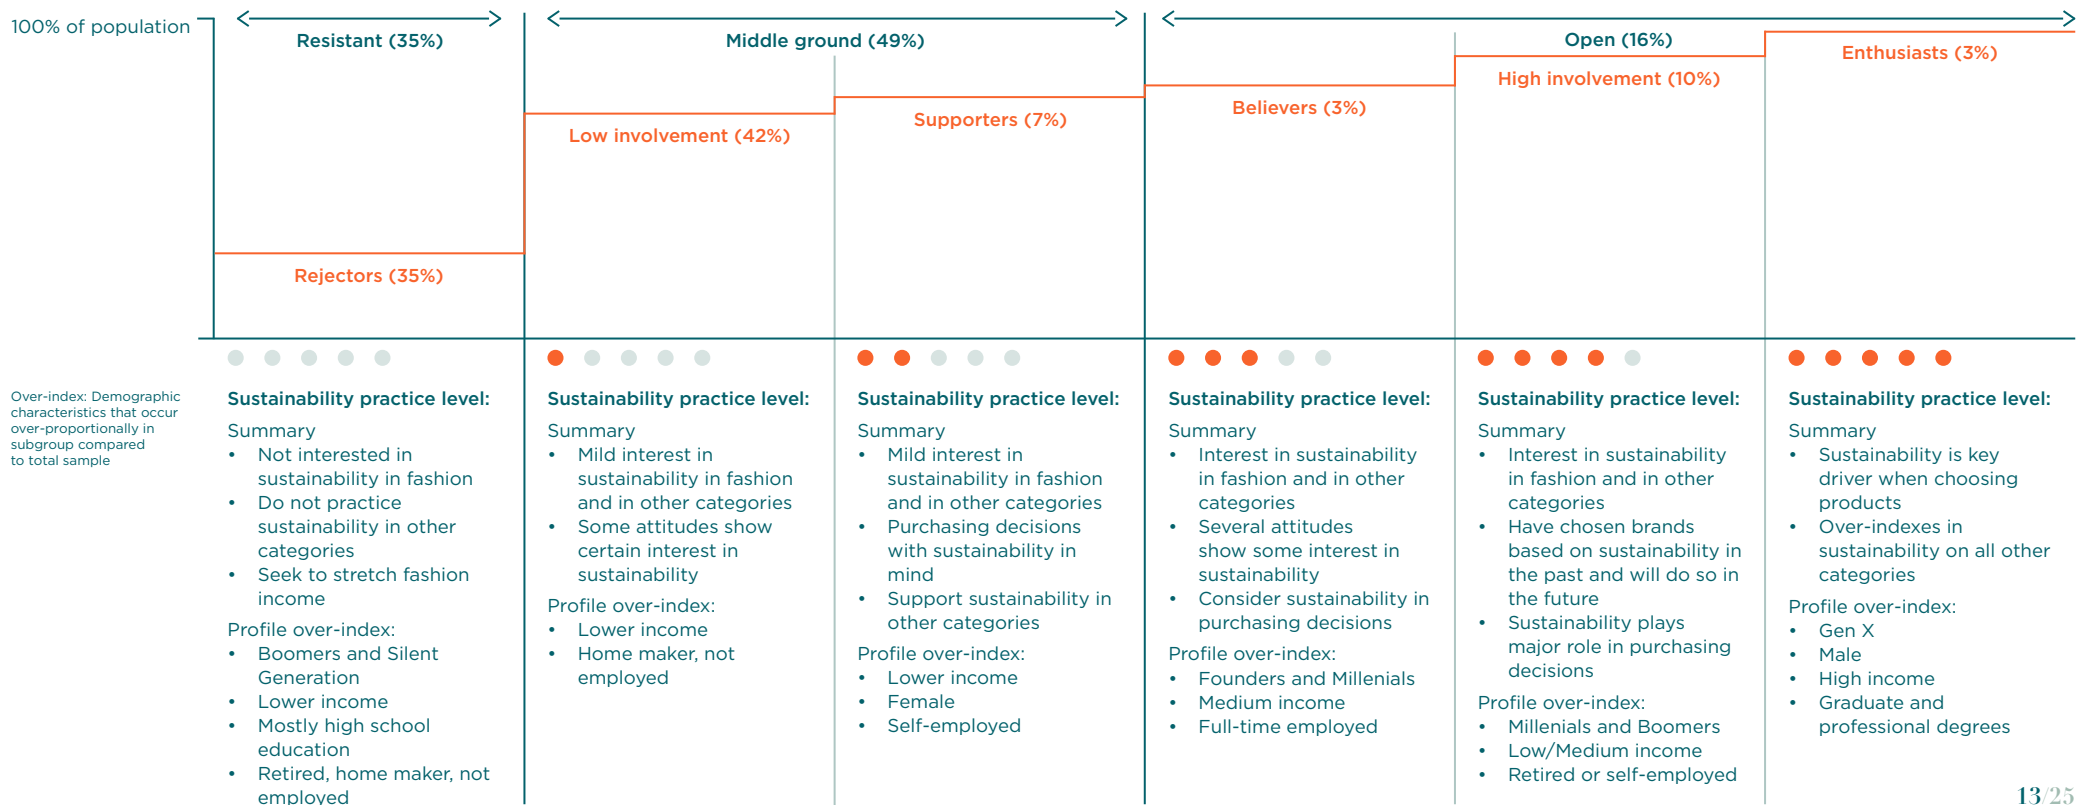 100% of population
Resistant (35%)
Middle ground (49%)
Open (16%)
Rejectors (35%)
Low involvement (42%)
Supporters (7%)
Believers (3%)
High involvement (10%)
Enthusiasts (3%)
Over-index: Demographic
characteristics that occur
over-proportionally in
subgroup compared
to total sample
Sustainability practice level:
Summary
• Not interested in
sustainability in fashion
• Do not practice
sustainability in other
categories
• Seek to stretch fashion
income
Profile over-index:
• Boomers and Silent
Generation
• Lower income
• Mostly high school
education
• Retired, home maker, not
employed
Sustainability practice level:
Summary
• Mild interest in
sustainability in fashion
and in other categories
• Some attitudes show
certain interest in
sustainability
Profile over-index:
• Lower income
• Home maker, not
employed
Sustainability practice level:
Summary
• Mild interest in
sustainability in fashion
and in other categories
• Purchasing decisions
with sustainability in
mind
• Support sustainability in
other categories
Profile over-index:
• Lower income
• Female
• Self-employed
Sustainability practice level:
Summary
• Interest in sustainability
in fashion and in other
categories
• Several attitudes
show some interest in
sustainability
• Consider sustainability in
purchasing decisions
Profile over-index:
• Founders and Millenials
• Medium income
• Full-time employed
Sustainability practice level:
Summary
• Interest in sustainability
in fashion and in other
categories
• Have chosen brands
based on sustainability in
the past and will do so in
the future
• Sustainability plays
major role in purchasing
decisions
Profile over-index:
• Millenials and Boomers
• Low/Medium income
• Retired or self-employed
Sustainability practice level:
Summary
• Sustainability is key
driver when choosing
products
• Over-indexes in
sustainability on all other
categories
Profile over-index:
• Gen X
• Male
• High income
• Graduate and
professional degrees
13/25